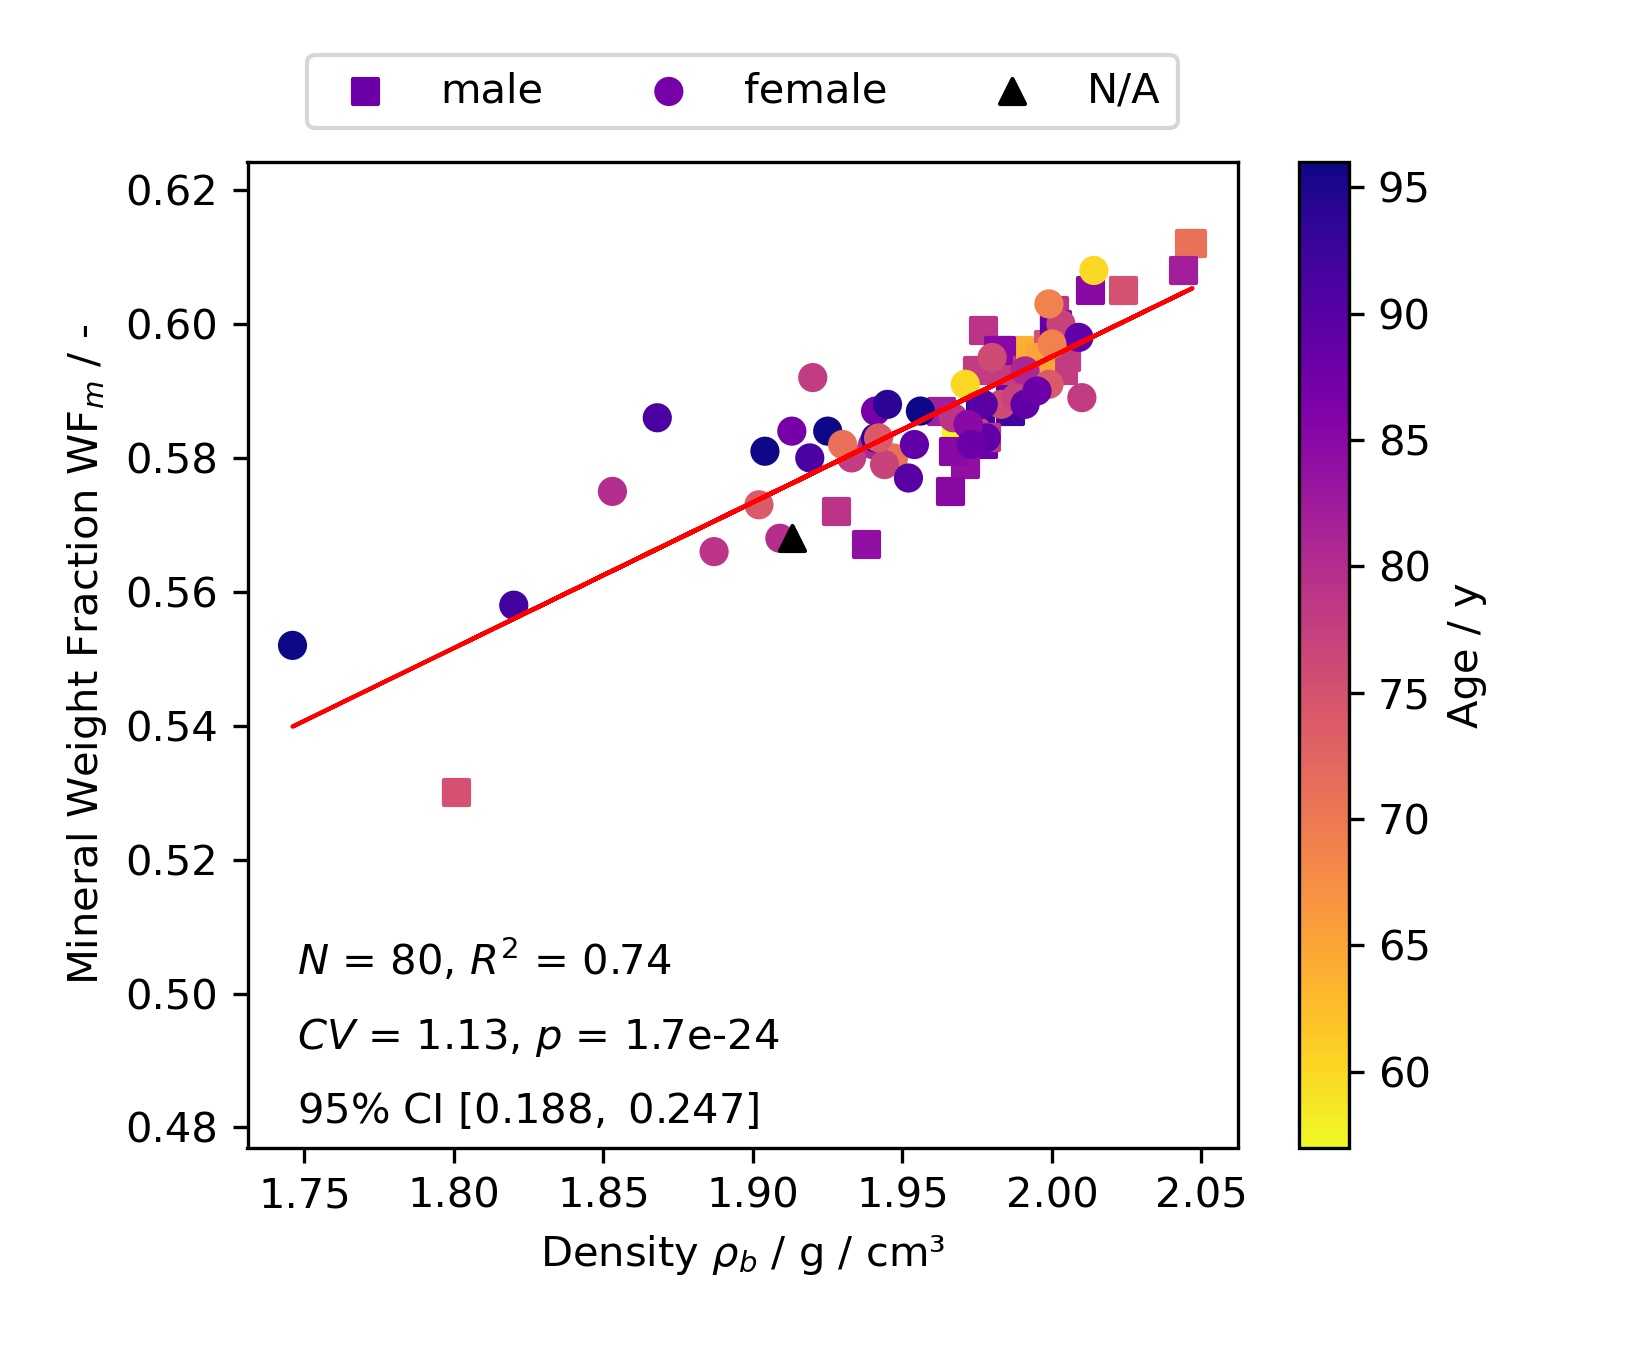 male female N/A
0.62
0.60
0.58
0.56
0.54
0.52
0.50
0.48
Mineral Weight Fraction WFm / -
N = 80, R² = 0.74
CV = 1.13, p = 1.7e-24
95% CI [0.188, 0.247]
1.75 1.80 1.85 1.90 1.95 2.00 2.05
Density ρb / g / cm³
95
90
85
80
75
70
65
60
Age / y